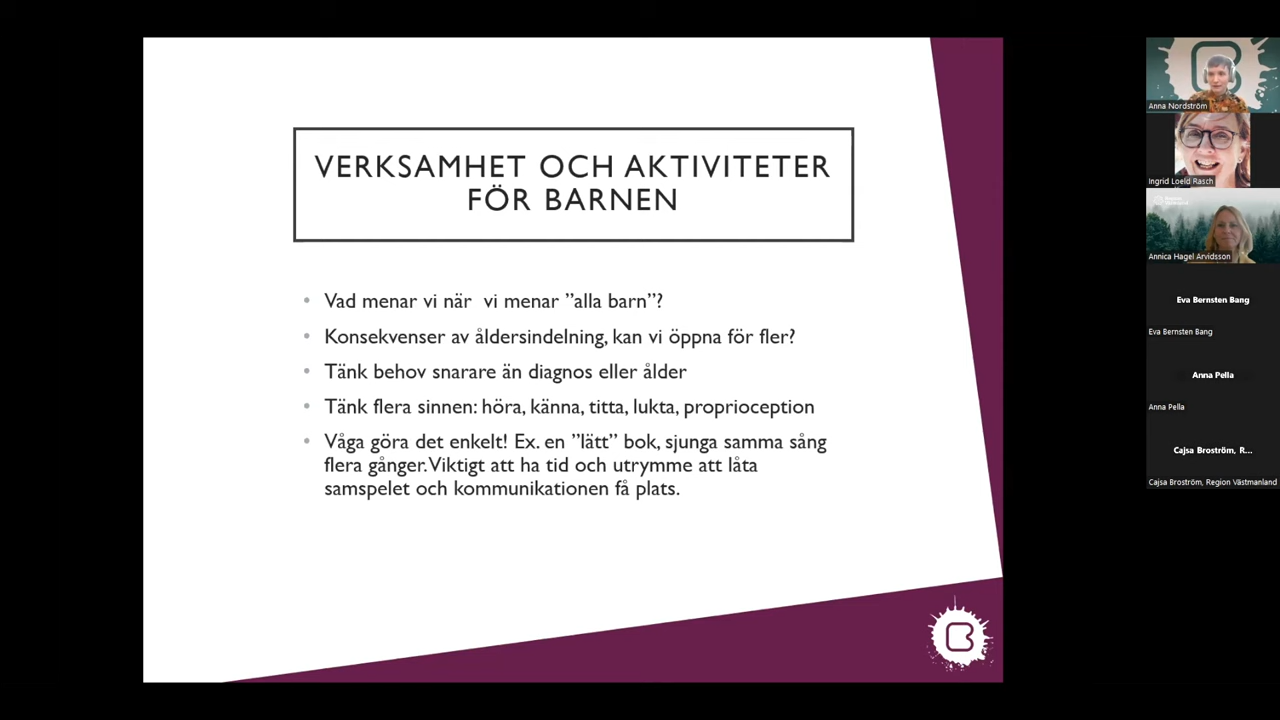 VERKSAMHET OCH AKTIVITETER
FÖR BARNEN
• Vad menar vi när  vi menar ”alla barn”?
• Konsekvenser av åldersindelning, kan vi öppna för fler?
• Tänk behov snarare än diagnos eller ålder
• Tänk flera sinnen: höra, känna, titta, lukta, proprioception
• Våga göra det enkelt! Ex. en ”lätt” bok, sjunga samma sång
flera gånger. Viktigt att ha tid och utrymme att låta
samspelet och kommunikationen få plats.
Anna Nordström
Ingrid Loeld Rasch
Annica Hagel Arvidsson
Eva Bernsten Bang
Eva Bernsten Bang
Anna Pella
Anna Pella
Cajsa Broström, R...
Cajsa Broström, Region Västmanland